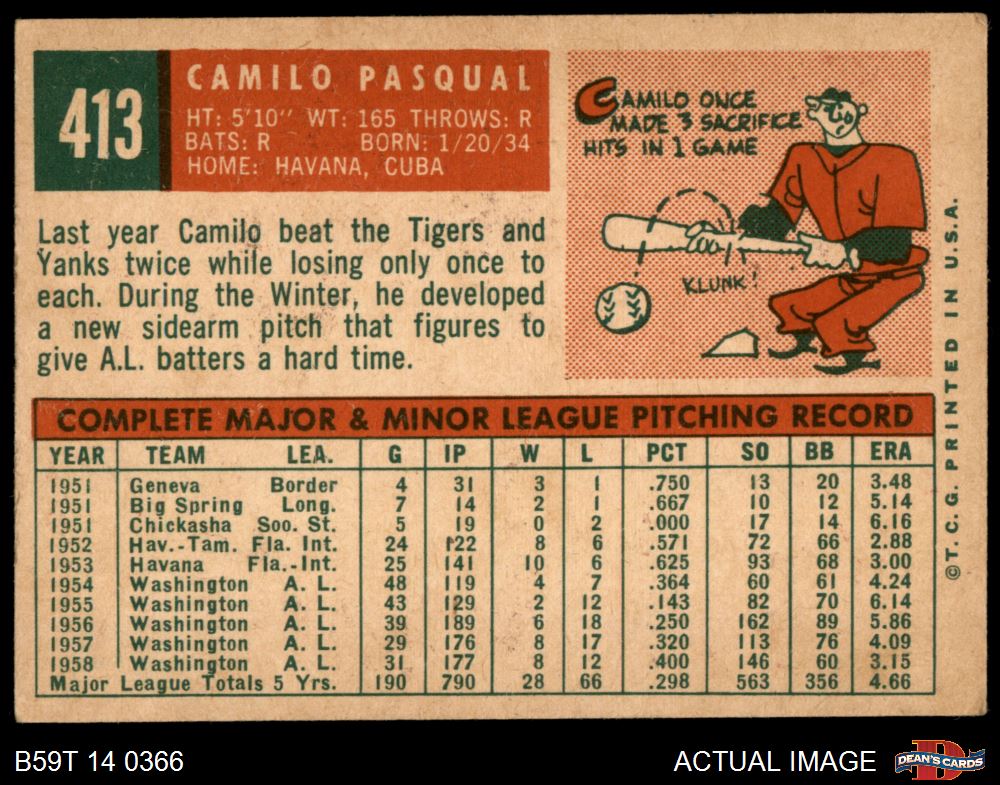 413
CAMILO PASQUAL
HT: 5'10" WT: 165 THROWS: R
BATS: R BORN: 1/20/34
HOME: HAVANA, CUBA
CAMILO ONCE
MADE 3 SACRIFICE
HITS IN 1 GAME
KLUNK!
Last year Camilo beat the Tigers and
Yanks twice while losing only once to
each. During the Winter, he developed
a new sidearm pitch that figures to
give A.L. batters a hard time.
©T.C.G. PRINTED IN U.S.A.
COMPLETE MAJOR & MINOR LEAGUE PITCHING RECORD
YEAR TEAM LEA. G IP W L PCT SO BB ERA
1951 Geneva Border 4 31 3 1 .750 13 20 3.48
1951 Big Spring Long. 7 14 2 1 .667 10 12 5.14
1951 Chickasha Soo. St. 5 19 0 2 .000 17 14 6.16
1952 Hav.-Tam. Fla. Int. 24 122 8 6 .571 72 66 2.88
1953 Havana Fla.-Int. 25 141 10 6 .625 93 68 3.00
1954 Washington A. L. 48 119 4 7 .364 60 61 4.24
1955 Washington A. L. 43 129 2 12 .143 82 70 6.14
1956 Washington A. L. 39 189 6 18 .250 162 89 5.86
1957 Washington A. L. 29 176 8 17 .320 113 76 4.09
1958 Washington A. L. 31 177 8 12 .400 146 60 3.15
Major League Totals 5 Yrs. 190 790 28 66 .298 563 356 4.66
B59T 14 0366
ACTUAL IMAGE
DEAN'S CARDS